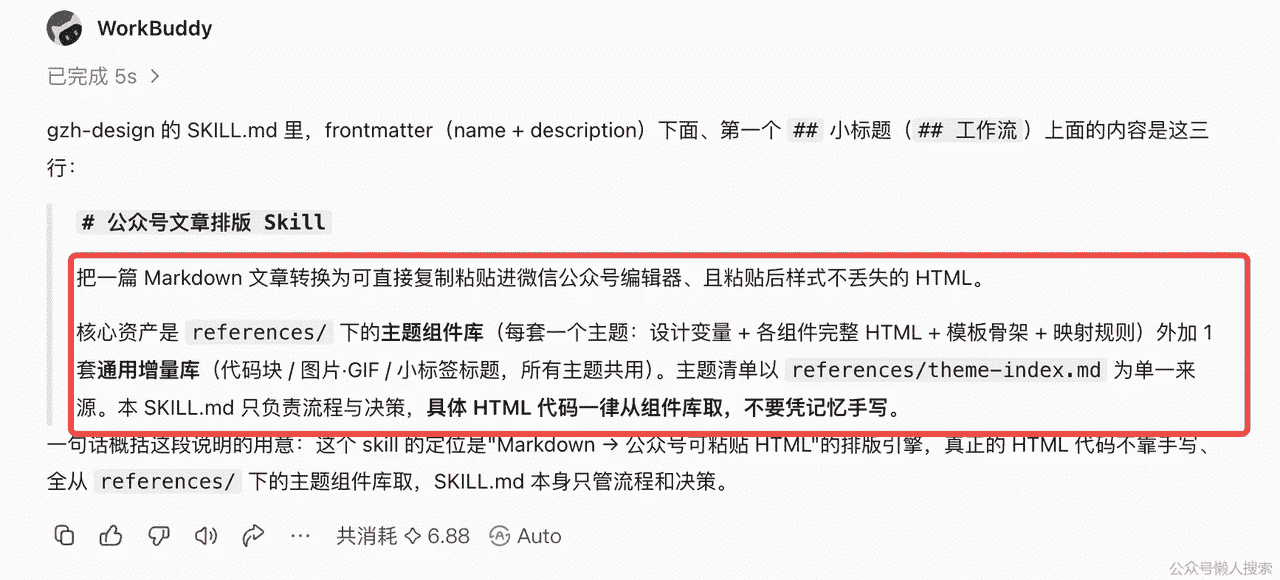 WorkBuddy
已完成 5s >
gzh-design 的 SKILL.md 里，frontmatter（name + description）下面、第一个 ## 小标题（## 工作流）上面的内容是这三
行：
# 公众号文章排版 Skill
把一篇 Markdown 文章转换为可直接复制粘贴进微信公众号编辑器、且粘贴后样式不丢失的 HTML。
核心资产是 references/ 下的主题组件库（每套一个主题：设计变量 + 各组件完整 HTML + 模板骨架 + 映射规则）外加 1
套通用增量库（代码块 / 图片·GIF / 小标签标题，所有主题共用）。主题清单以 references/theme-index.md 为单一来
源。本 SKILL.md 只负责流程与决策，具体 HTML 代码一律从组件库取，不要凭记忆手写。
一句话概括这段说明的用意：这个 skill 的定位是"Markdown → 公众号可粘贴 HTML"的排版引擎，真正的 HTML 代码不靠手写、
全从 references/ 下的主题组件库取，SKILL.md 本身只管流程和决策。
共消耗 6.88 Auto
公众号懒人搜索